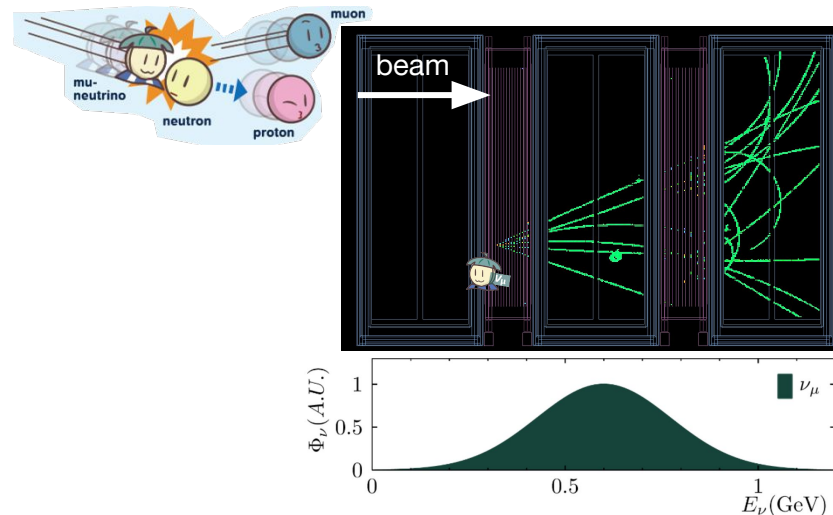 muon
mu-
neutrino
neutron
proton
beam
νμ
Φν(A.U.)
1
0.5
0
νμ
0
0.5
1
Eν(GeV)